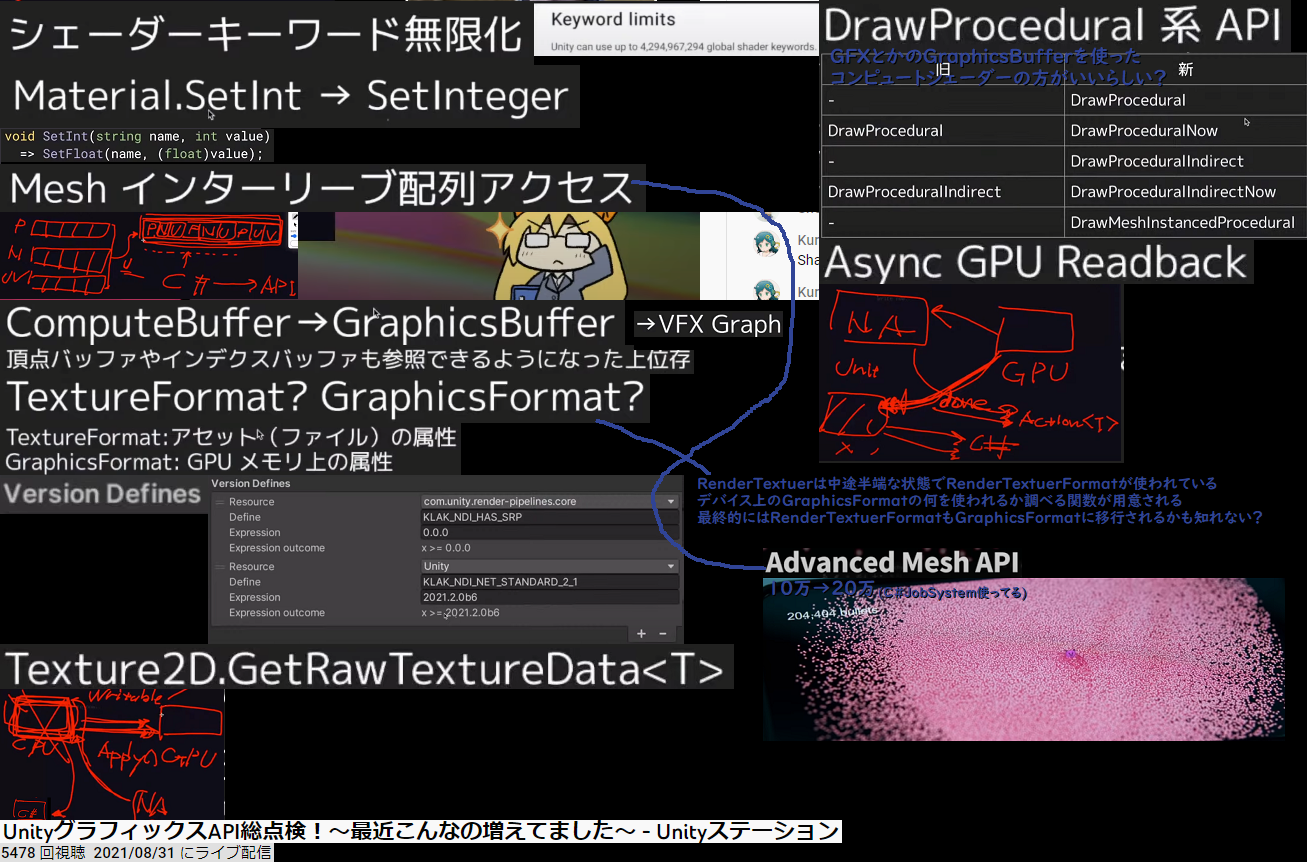 シェーダーキーワード無限化
Keyword limits
Unity can use up to 4,294,967,294 global shader keywords.
Material.SetInt → SetInteger
void SetInt(string name, int value)
=> SetFloat(name, (float)value);
Mesh インターリーブ配列アクセス
P
N
UV
PNUPNUPUV
C#→API
Kur
Sha
Kur
ComputeBuffer→GraphicsBuffer
→VFX Graph
頂点バッファやインデクスバッファも参照できるようになった上位存
TextureFormat? GraphicsFormat?
TextureFormat:アセット（ファイル）の属性
GraphicsFormat: GPU メモリ上の属性
Version Defines
Version Defines
Resource com.unity.render-pipelines.core
Define KLAK_NDI_HAS_SRP
Expression 0.0.0
Expression outcome x >= 0.0.0
Resource Unity
Define KLAK_NDI_NET_STANDARD_2_1
Expression 2021.2.0b6
Expression outcome x >= 2021.2.0b6
Texture2D.GetRawTextureData<T>
Writable
CPU
Apply()
GPU
C#
NA
DrawProcedural 系 API
GFXとかのGraphicsBufferを使った
コンピュートシェーダーの方がいいらしい？
旧 新
- DrawProcedural
DrawProcedural DrawProceduralNow
- DrawProceduralIndirect
DrawProceduralIndirect DrawProceduralIndirectNow
- DrawMeshInstancedProcedural
Async GPU Readback
NA
GPU
Unit
done
Action<T>
C#
RenderTextuerは中途半端な状態でRenderTextuerFormatが使われている
デバイス上のGraphicsFormatの何を使われるか調べる関数が用意される
最終的にはRenderTextuerFormatもGraphicsFormatに移行されるかも知れない？
Advanced Mesh API
10万→20万 (C#JobSystem使ってる)
204,404 bullets
UnityグラフィックスAPI総点検！〜最近こんなの増えてました〜 - Unityステーション
5478 回視聴 2021/08/31 にライブ配信